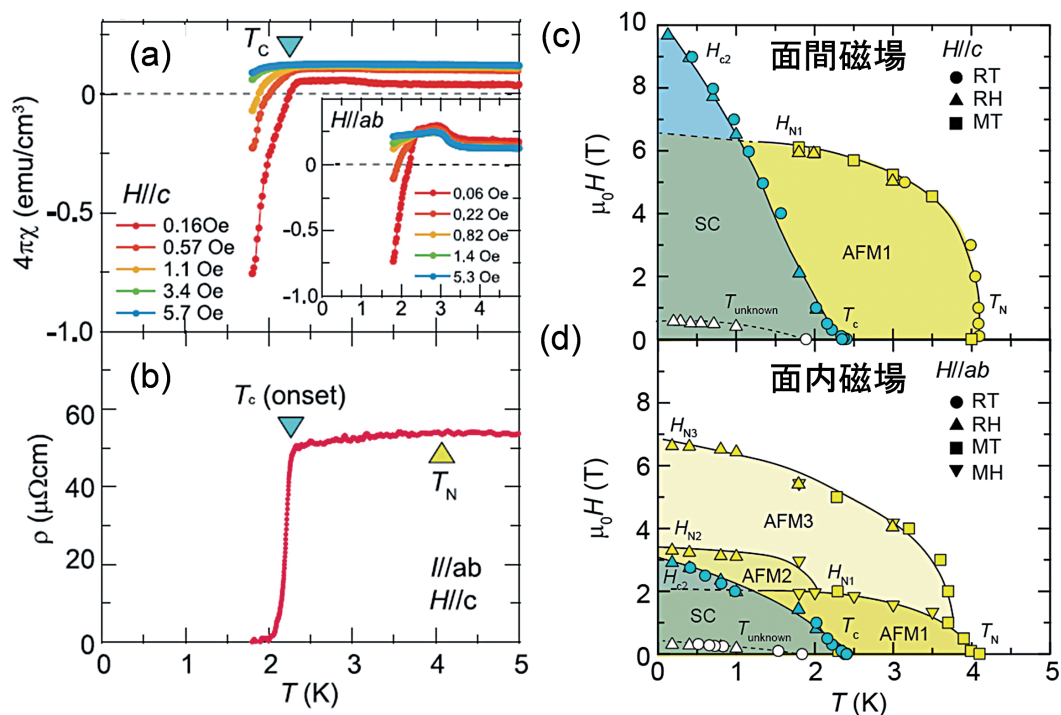 (a)
T_C
4πχ (emu/cm³)
0
-0.5
-1.0
H//c
0.16Oe
0.57 Oe
1.1 Oe
3.4 Oe
5.7 Oe
H//ab
0
-0.5
-1.0
0,06 Oe
0,22 Oe
0,82 Oe
1.4 Oe
5.3 Oe
0 1 2 3 4 5
(b)
T_c (onset)
T_N
ρ (μΩcm)
60
40
20
0
I//ab
H//c
0 1 2 3 4 5
T (K)
(c)
面間磁場
H//c
RT
RH
MT
μ₀H (T)
10
8
6
4
2
0
H_c2
H_N1
SC
AFM1
T_unknown
T_c
T_N
(d)
面内磁場
H//ab
RT
RH
MT
MH
μ₀H (T)
8
6
4
2
0
H_N3
AFM3
H_N2
AFM2
H_N1
H_c2
SC
T_unknown
T_c
AFM1
T_N
0 1 2 3 4 5
T (K)